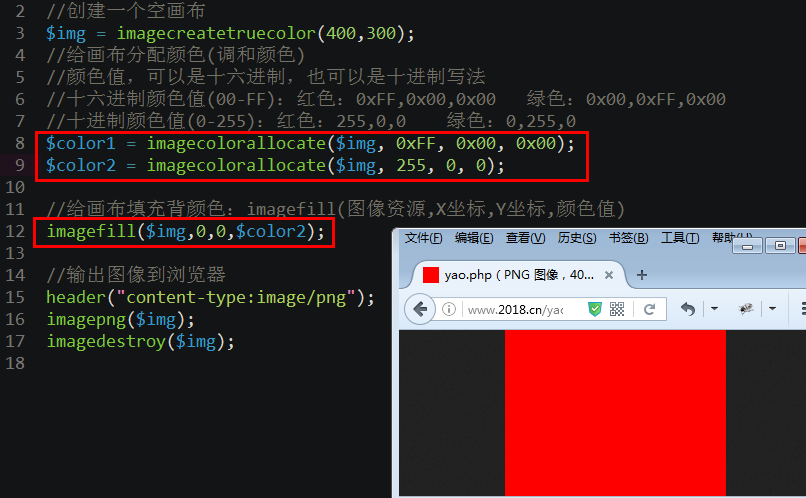 2 //创建一个空画布
3 $img = imagecreatetruecolor(400,300);
4 //给画布分配颜色(调和颜色)
5 //颜色值，可以是十六进制，也可以是十进制写法
6 //十六进制颜色值(00-FF)：红色：0xFF,0x00,0x00 绿色：0x00,0xFF,0x00
7 //十进制颜色值(0-255)：红色：255,0,0 绿色：0,255,0
8 $color1 = imagecolorallocate($img, 0xFF, 0x00, 0x00);
9 $color2 = imagecolorallocate($img, 255, 0, 0);
10
11 //给画布填充背颜色：imagefill(图像资源,X坐标,Y坐标,颜色值)
12 imagefill($img,0,0,$color2);
13
14 //输出图像到浏览器
15 header("content-type:image/png");
16 imagepng($img);
17 imagedestroy($img);
18
文件(F) 编辑(E) 查看(V) 历史(S) 书签(B) 工具(T) 帮助(H)
yao.php（PNG 图像，40...
www.2018.cn/yao